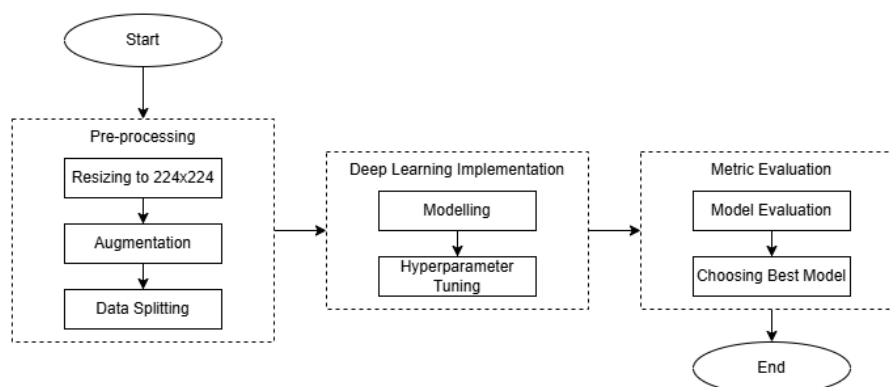 Start
Pre-processing
Resizing to 224x224
Augmentation
Data Splitting
Deep Learning Implementation
Modelling
Hyperparameter
Tuning
Metric Evaluation
Model Evaluation
Choosing Best Model
End